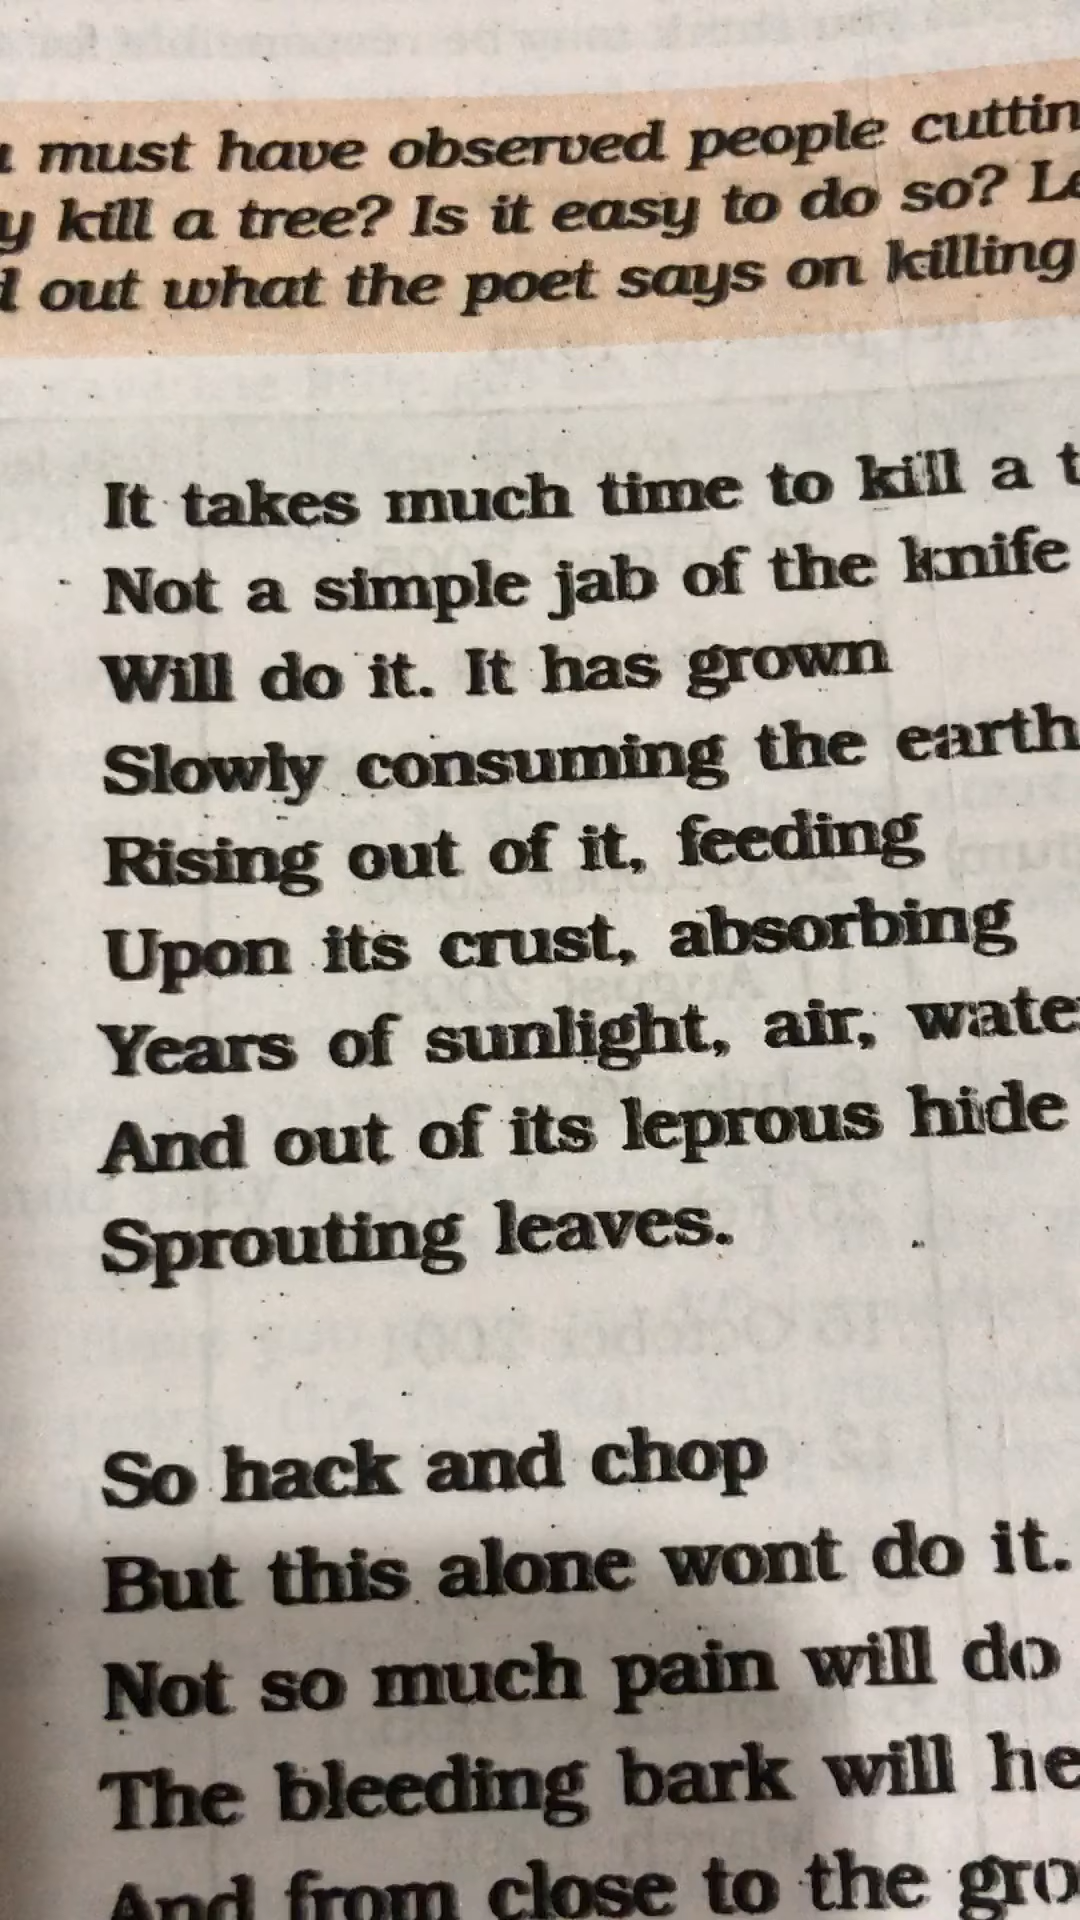 must have observed people cuttin
y kill a tree? Is it easy to do so? Le
out what the poet says on killing
It takes much time to kill a t
Not a simple jab of the knife
Will do it. It has grown
Slowly consuming the earth
Rising out of it, feeding
Upon its crust, absorbing
Years of sunlight, air, wate
And out of its leprous hide
Sprouting leaves.
So hack and chop
But this alone wont do it.
Not so much pain will do
The bleeding bark will he
And from close to the gro